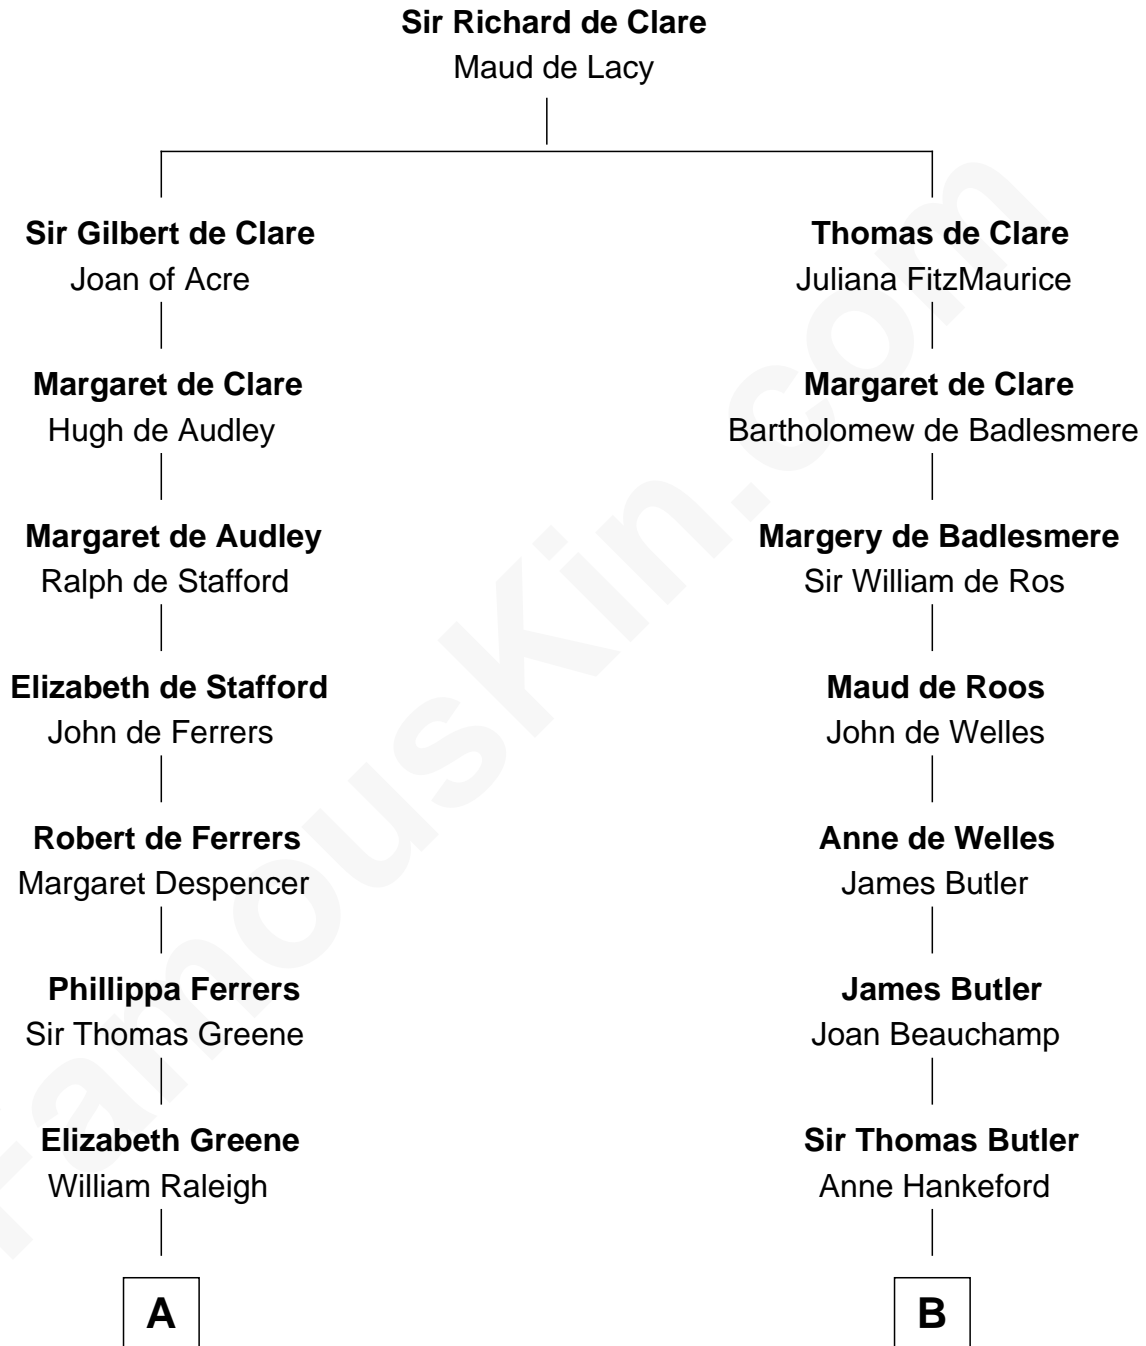 Sir Richard de Clare
Maud de Lacy
Sir Gilbert de Clare
Joan of Acre
Margaret de Clare
Hugh de Audley
Margaret de Audley
Ralph de Stafford
Elizabeth de Stafford
John de Ferrers
Robert de Ferrers
Margaret Despencer
Phillippa Ferrers
Sir Thomas Greene
Elizabeth Greene
William Raleigh
A
Thomas de Clare
Juliana FitzMaurice
Margaret de Clare
Bartholomew de Badlesmere
Margery de Badlesmere
Sir William de Ros
Maud de Roos
John de Welles
Anne de Welles
James Butler
James Butler
Joan Beauchamp
Sir Thomas Butler
Anne Hankeford
B
FamousKin.com